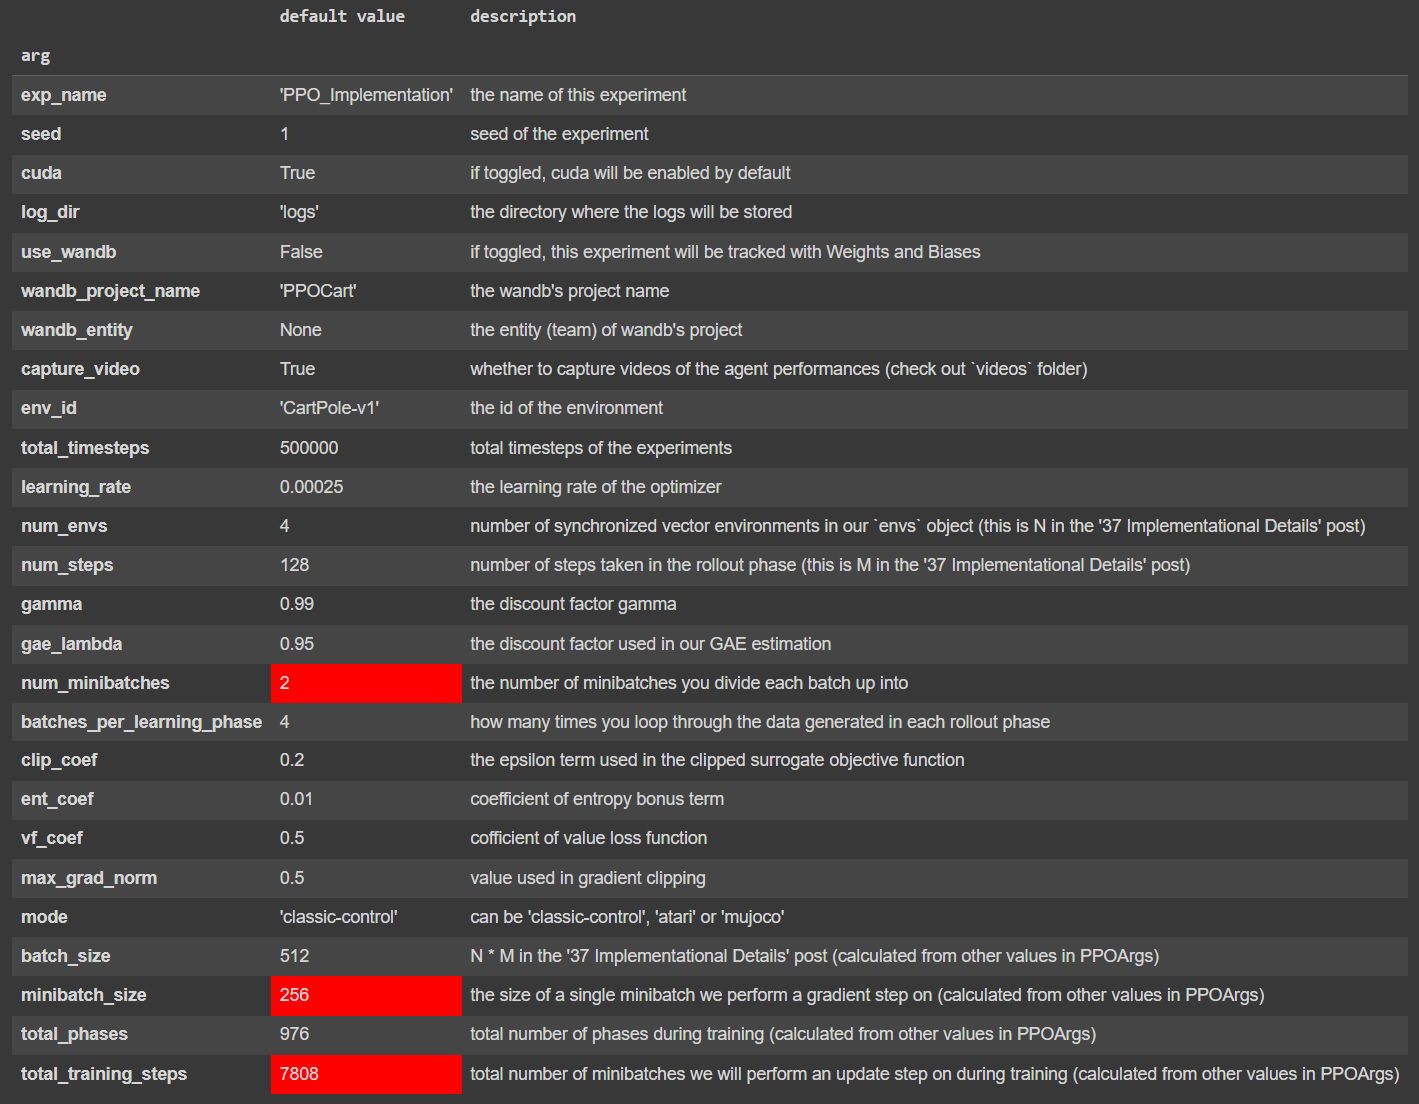 default value description
arg
exp_name 'PPO_Implementation' the name of this experiment
seed 1 seed of the experiment
cuda True if toggled, cuda will be enabled by default
log_dir 'logs' the directory where the logs will be stored
use_wandb False if toggled, this experiment will be tracked with Weights and Biases
wandb_project_name 'PPOCart' the wandb's project name
wandb_entity None the entity (team) of wandb's project
capture_video True whether to capture videos of the agent performances (check out `videos` folder)
env_id 'CartPole-v1' the id of the environment
total_timesteps 500000 total timesteps of the experiments
learning_rate 0.00025 the learning rate of the optimizer
num_envs 4 number of synchronized vector environments in our `envs` object (this is N in the '37 Implementational Details' post)
num_steps 128 number of steps taken in the rollout phase (this is M in the '37 Implementational Details' post)
gamma 0.99 the discount factor gamma
gae_lambda 0.95 the discount factor used in our GAE estimation
num_minibatches 2 the number of minibatches you divide each batch up into
batches_per_learning_phase 4 how many times you loop through the data generated in each rollout phase
clip_coef 0.2 the epsilon term used in the clipped surrogate objective function
ent_coef 0.01 coefficient of entropy bonus term
vf_coef 0.5 cofficient of value loss function
max_grad_norm 0.5 value used in gradient clipping
mode 'classic-control' can be 'classic-control', 'atari' or 'mujoco'
batch_size 512 N * M in the '37 Implementational Details' post (calculated from other values in PPOArgs)
minibatch_size 256 the size of a single minibatch we perform a gradient step on (calculated from other values in PPOArgs)
total_phases 976 total number of phases during training (calculated from other values in PPOArgs)
total_training_steps 7808 total number of minibatches we will perform an update step on during training (calculated from other values in PPOArgs)